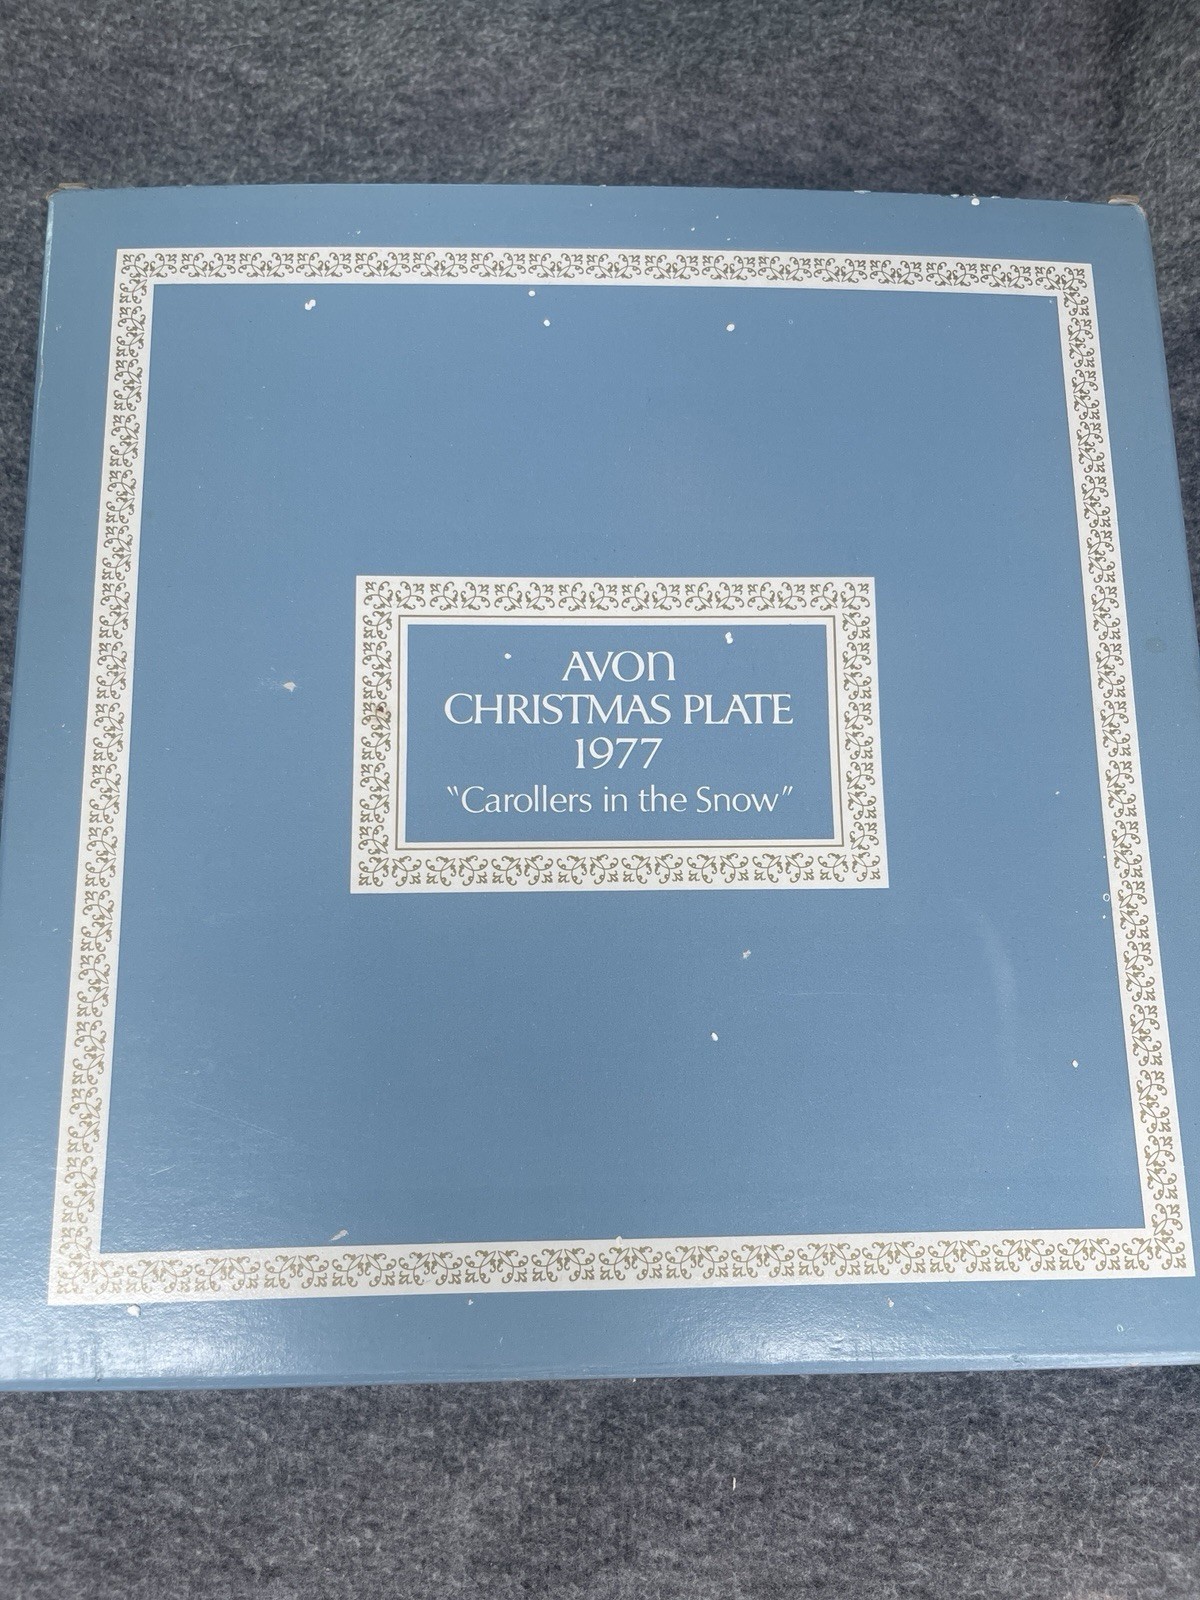 AVON
CHRISTMAS PLATE
1977
"Carollers in the Snow"